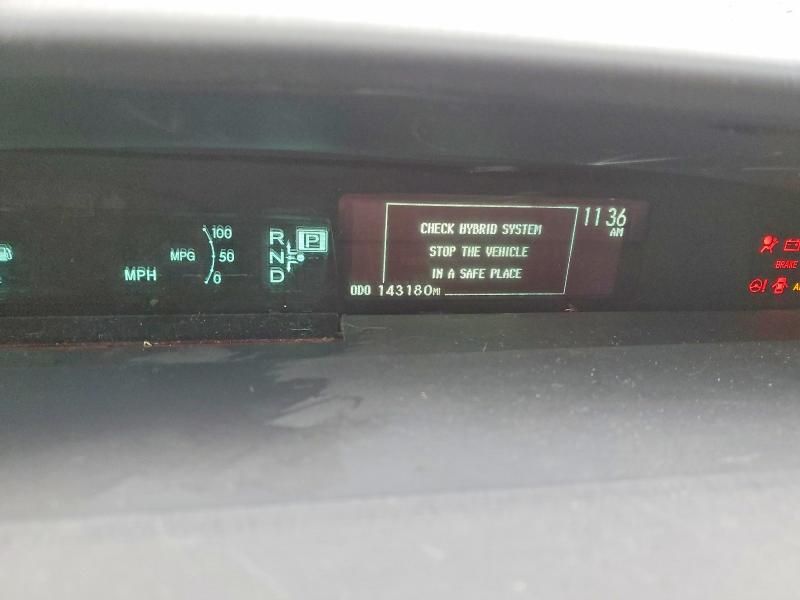 100
MPG 50
MPH 0
R P
N
D
CHECK HYBRID SYSTEM
STOP THE VEHICLE
IN A SAFE PLACE
ODO 143180MI
11 36
AM
BRAKE